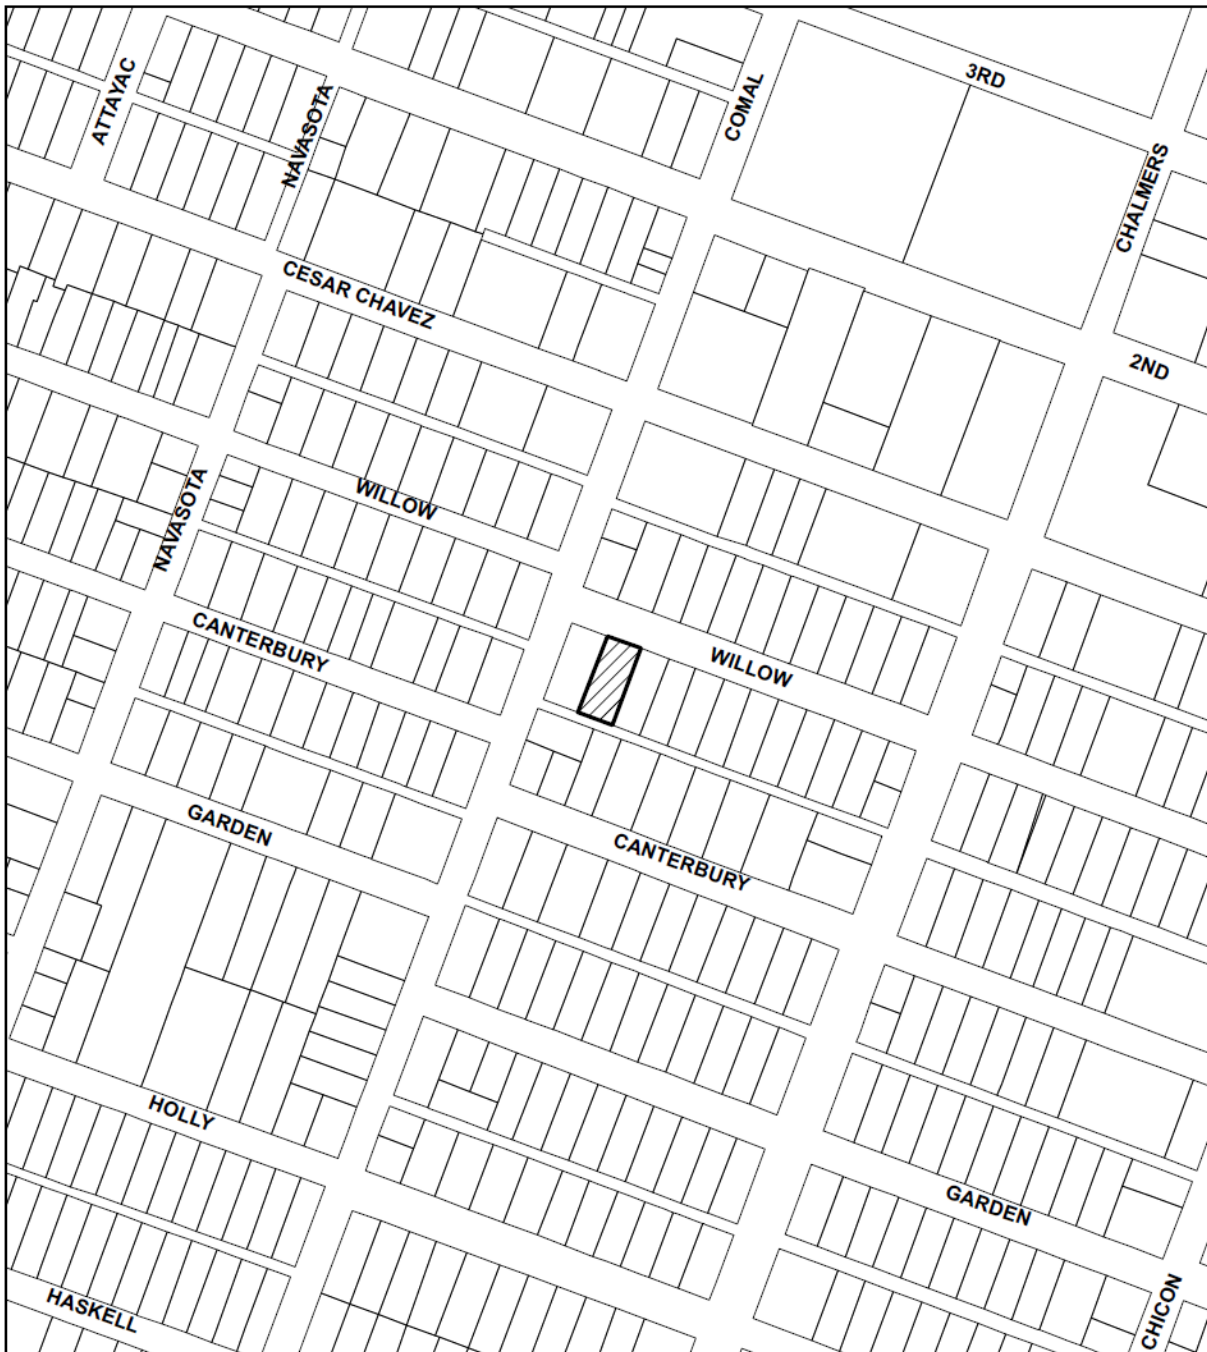 3RD
ATTAYAC
COMAL
NAVASOTA
CHALMERS
CESAR CHAVEZ
2ND
WILLOW
NAVASOTA
CANTERBURY
WILLOW
GARDEN
CANTERBURY
HOLLY
GARDEN
CHICON
HASKELL